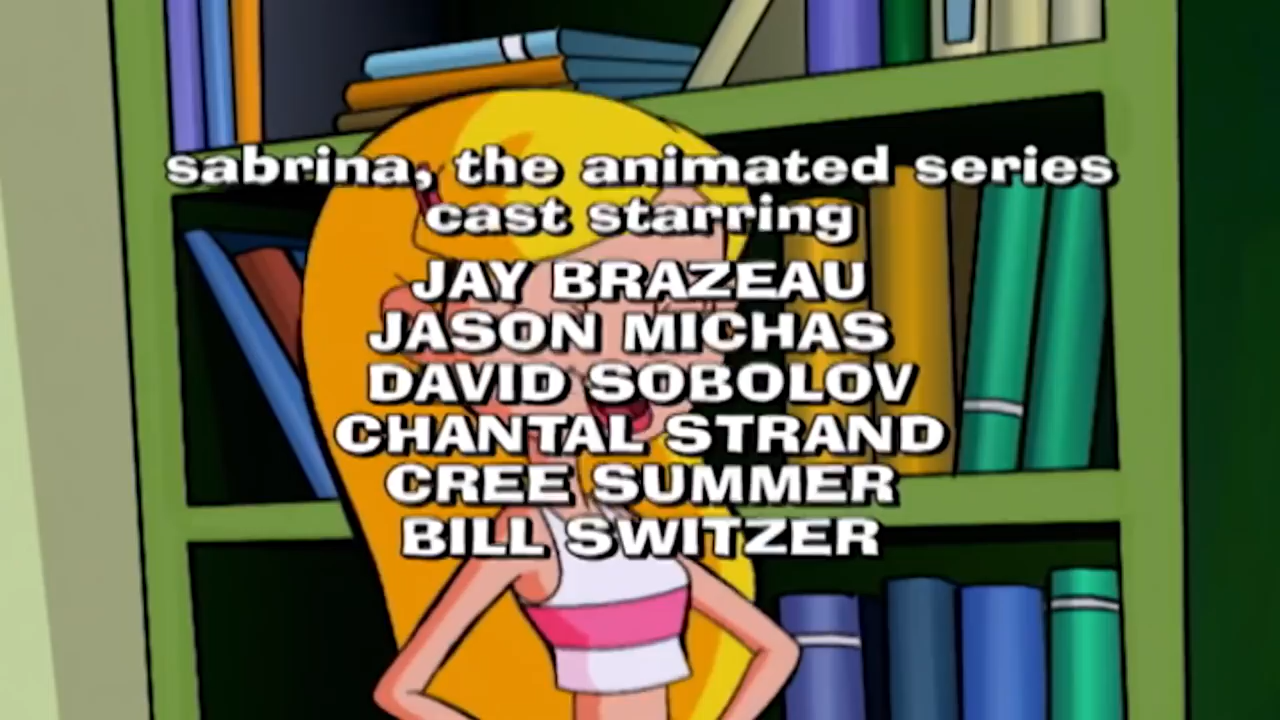 sabrina, the animated series
cast starring
JAY BRAZEAU
JASON MICHAS
DAVID SOBOLOV
CHANTAL STRAND
CREE SUMMER
BILL SWITZER